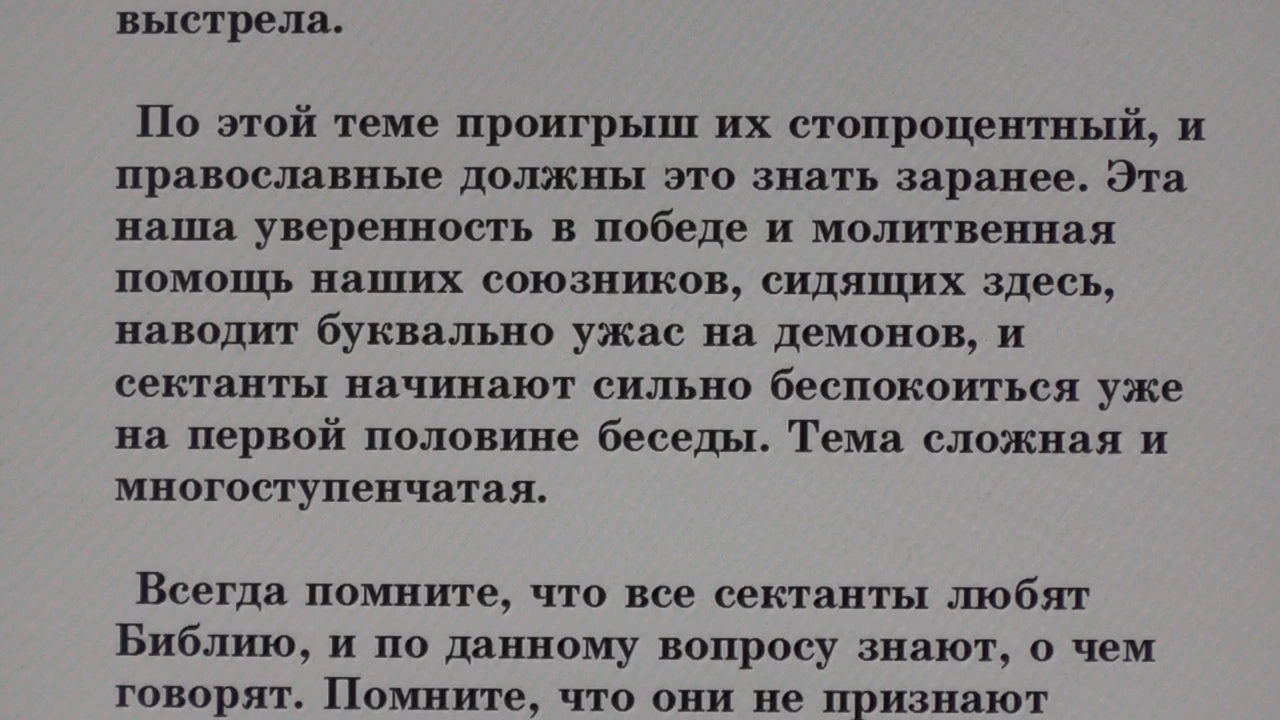 выстрела.
По этой теме проигрыш их стопроцентный, и
православные должны это знать заранее. Эта
наша уверенность в победе и молитвенная
помощь наших союзников, сидящих здесь,
наводит буквально ужас на демонов, и
сектанты начинают сильно беспокоиться уже
на первой половине беседы. Тема сложная и
многоступенчатая.
Всегда помните, что все сектанты любят
Библию, и по данному вопросу знают, о чем
говорят. Помните, что они не признают